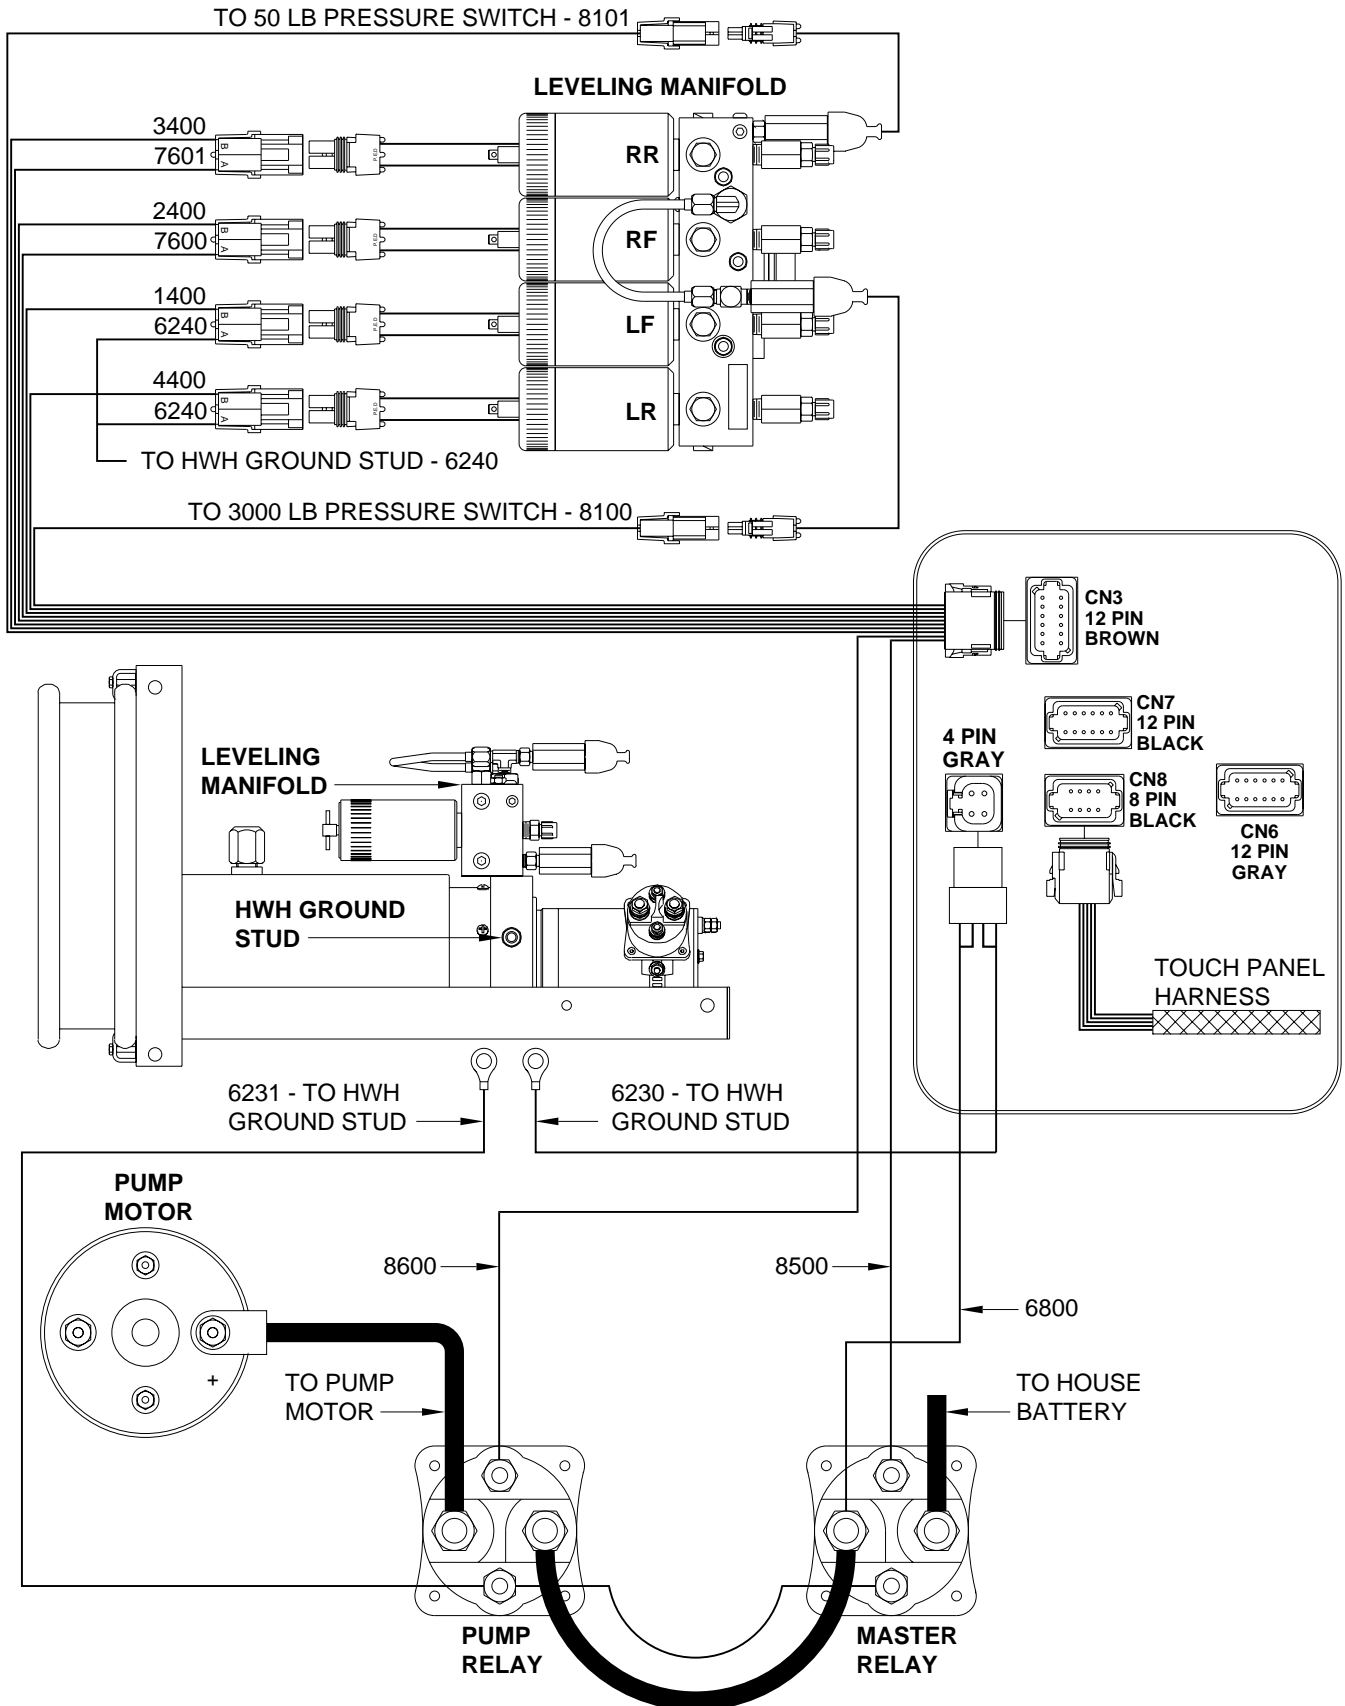 TO 50 LB PRESSURE SWITCH - 8101
LEVELING MANIFOLD
3400
7601
B
A
P.E.D
RR
2400
7600
B
A
P.E.D
RF
1400
6240
B
A
P.E.D
LF
4400
6240
B
A
P.E.D
LR
TO HWH GROUND STUD - 6240
TO 3000 LB PRESSURE SWITCH - 8100
CN3
12 PIN
BROWN
CN7
12 PIN
BLACK
4 PIN
GRAY
CN8
8 PIN
BLACK
CN6
12 PIN
GRAY
LEVELING
MANIFOLD
HWH GROUND
STUD
TOUCH PANEL
HARNESS
6231 - TO HWH
GROUND STUD
6230 - TO HWH
GROUND STUD
PUMP
MOTOR
+
8600
8500
6800
TO PUMP
MOTOR
TO HOUSE
BATTERY
PUMP
RELAY
MASTER
RELAY